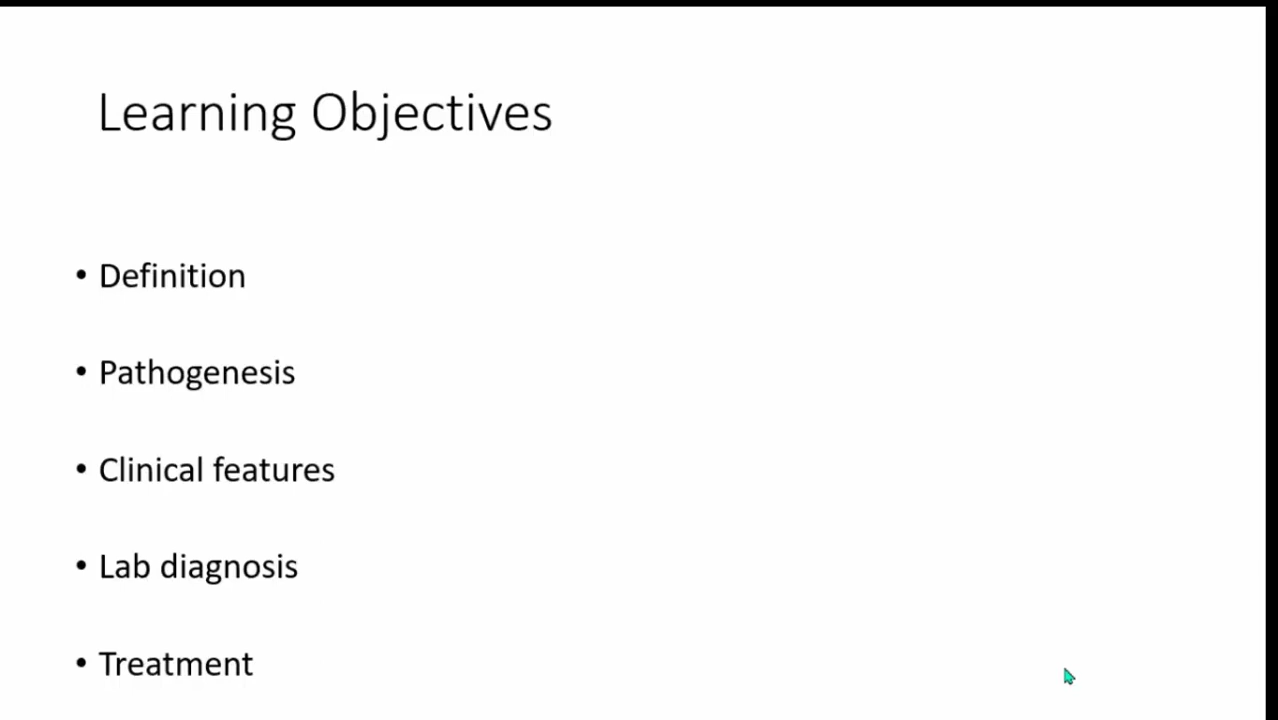 Learning Objectives
• Definition
• Pathogenesis
• Clinical features
• Lab diagnosis
• Treatment